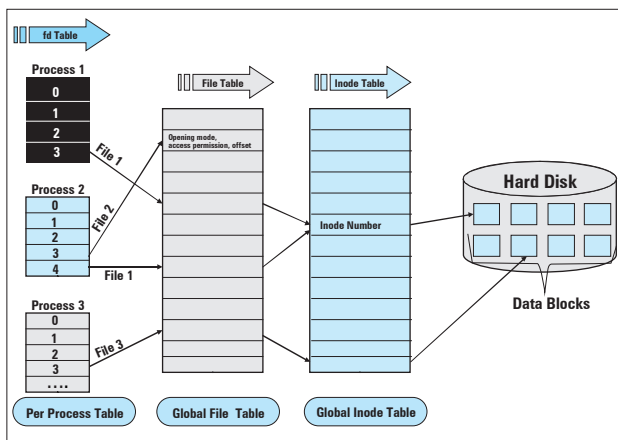 fd Table
Process 1
0
1
2
3
File 1
Process 2
0
1
2
3
4
File 2
File 1
Process 3
0
1
2
3
....
File 3
Per Process Table
File Table
Opening mode,
access permission, offset
Global File Table
Inode Table
Inode Number
Global Inode Table
Hard Disk
Data Blocks